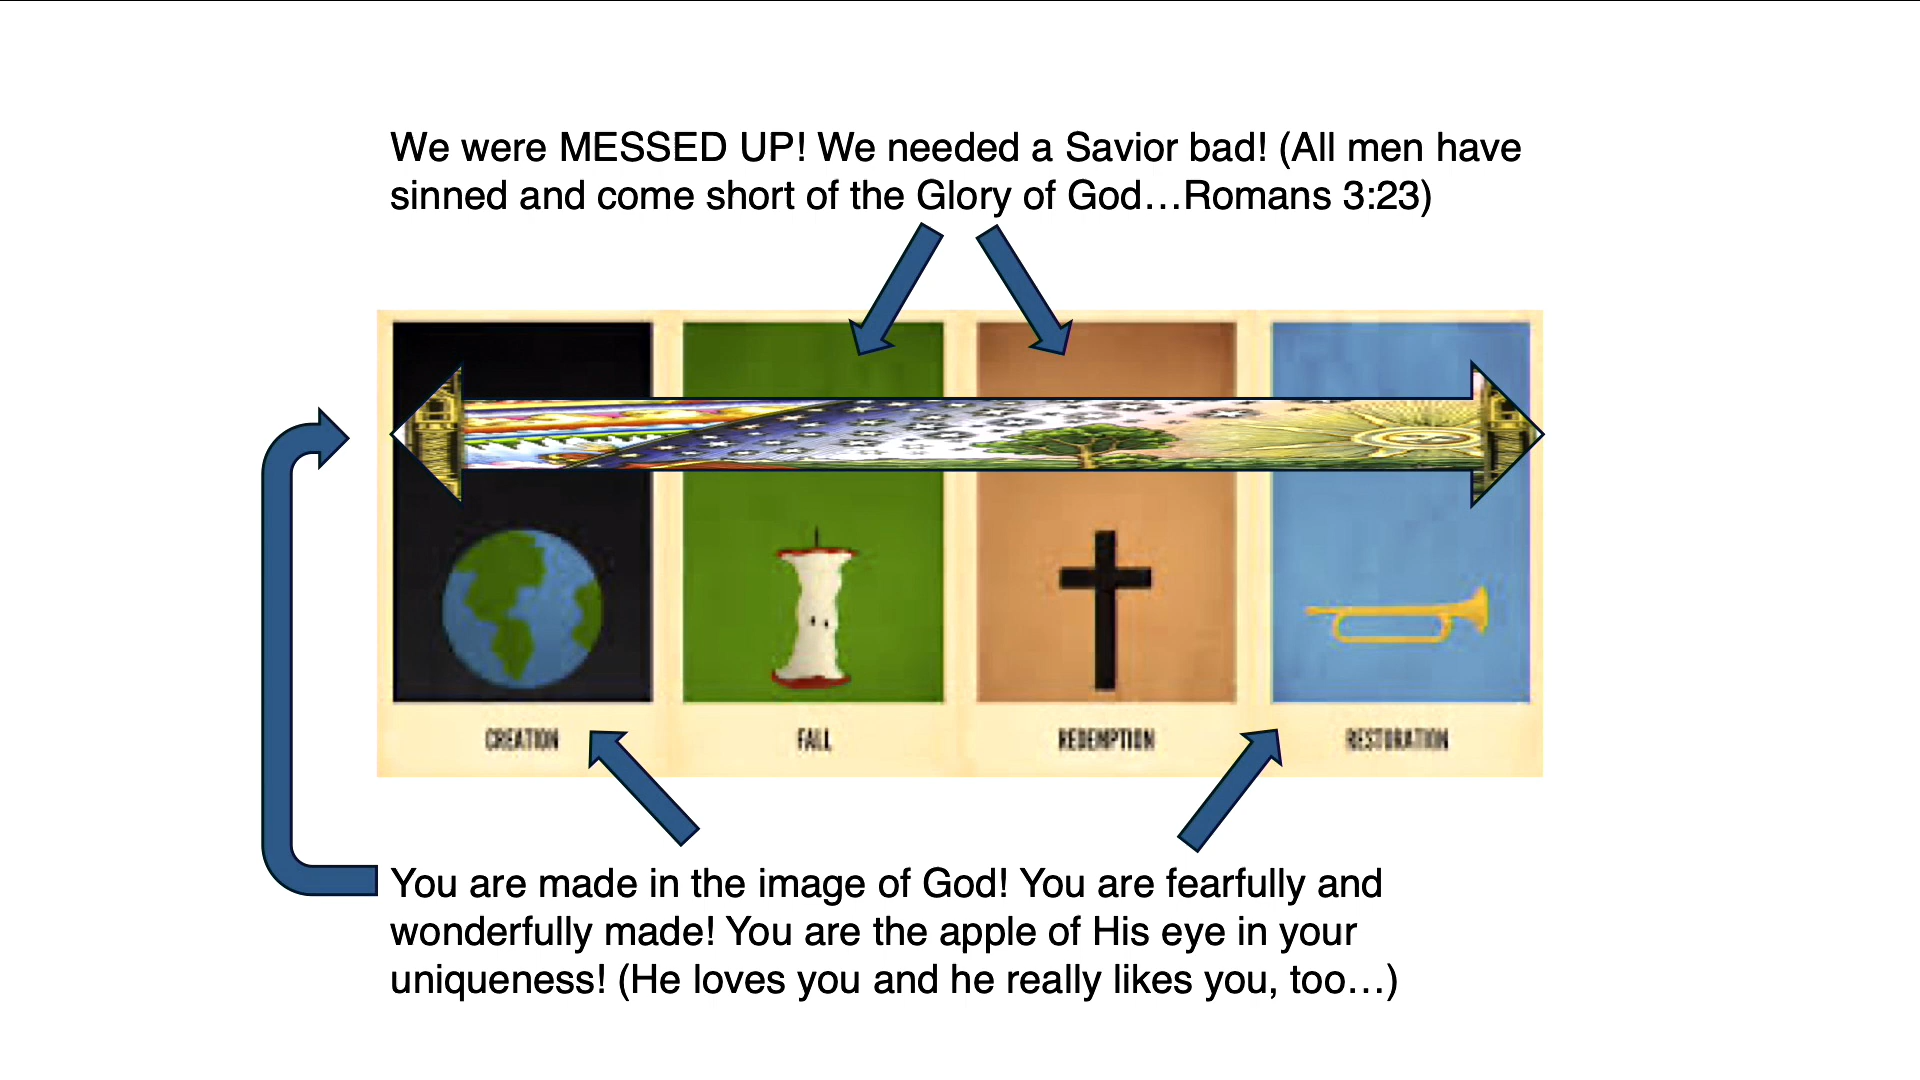 We were MESSED UP! We needed a Savior bad! (All men have
sinned and come short of the Glory of God…Romans 3:23)
CREATION
FALL
REDEMPTION
RESTORATION
You are made in the image of God! You are fearfully and
wonderfully made! You are the apple of His eye in your
uniqueness! (He loves you and he really likes you, too…)